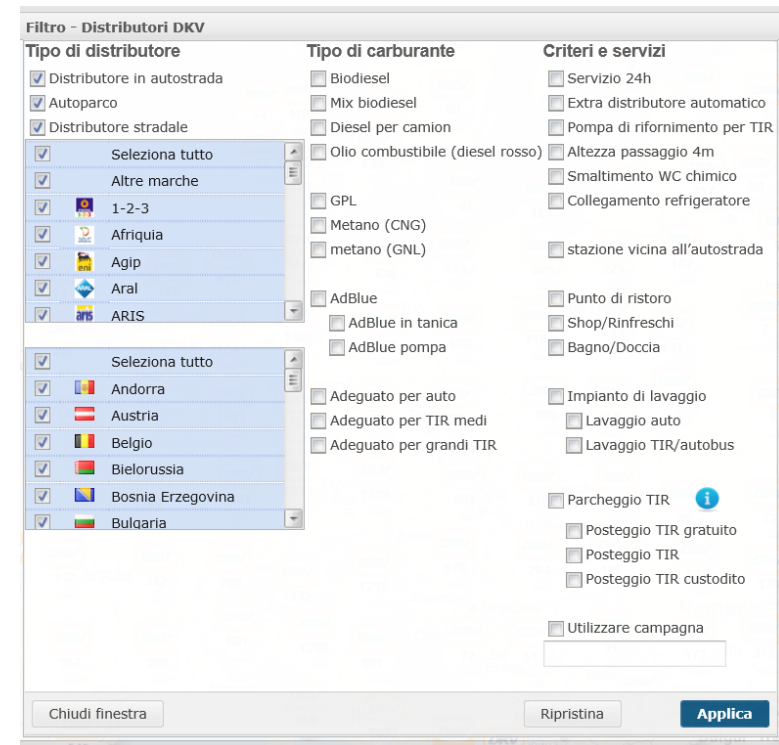 Filtro - Distributori DKV
Tipo di distributore
Distributore in autostrada
Autoparco
Distributore stradale
Seleziona tutto
Altre marche
1-2-3
Afriquia
eni
Agip
Aral
aris
ARIS
Seleziona tutto
Andorra
Austria
Belgio
Bielorussia
Bosnia Erzegovina
Bulgaria
Tipo di carburante
Biodiesel
Mix biodiesel
Diesel per camion
Olio combustibile (diesel rosso)
GPL
Metano (CNG)
metano (GNL)
AdBlue
AdBlue in tanica
AdBlue pompa
Adeguato per auto
Adeguato per TIR medi
Adeguato per grandi TIR
Criteri e servizi
Servizio 24h
Extra distributore automatico
Pompa di rifornimento per TIR
Altezza passaggio 4m
Smaltimento WC chimico
Collegamento refrigeratore
stazione vicina all'autostrada
Punto di ristoro
Shop/Rinfreschi
Bagno/Doccia
Impianto di lavaggio
Lavaggio auto
Lavaggio TIR/autobus
Parcheggio TIR
Posteggio TIR gratuito
Posteggio TIR
Posteggio TIR custodito
Utilizzare campagna
Chiudi finestra
Ripristina
Applica